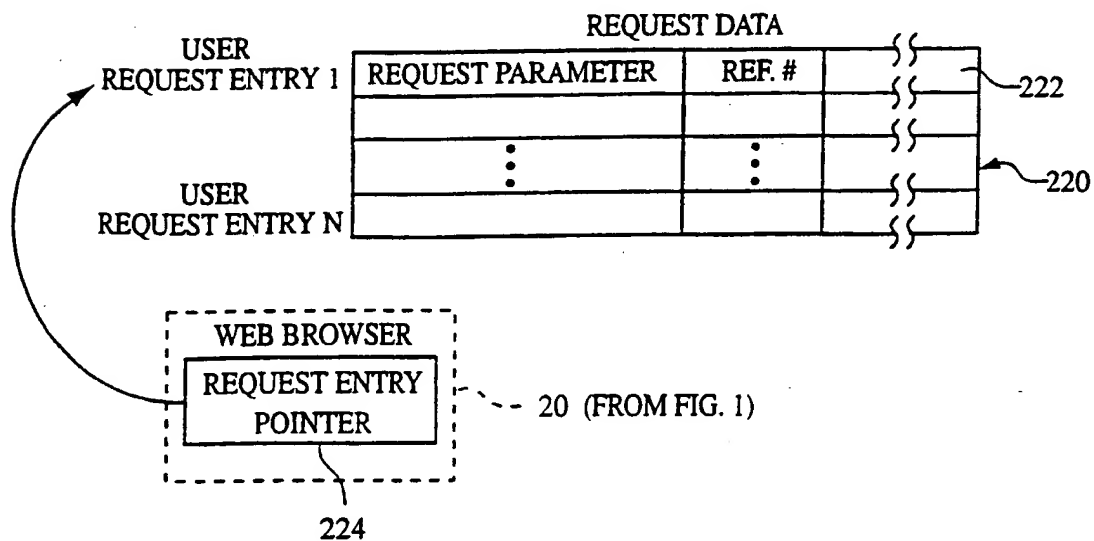 REQUEST DATA
USER
REQUEST ENTRY 1
REQUEST PARAMETER
REF. #
222
220
USER
REQUEST ENTRY N
WEB BROWSER
REQUEST ENTRY
POINTER
20 (FROM FIG. 1)
224